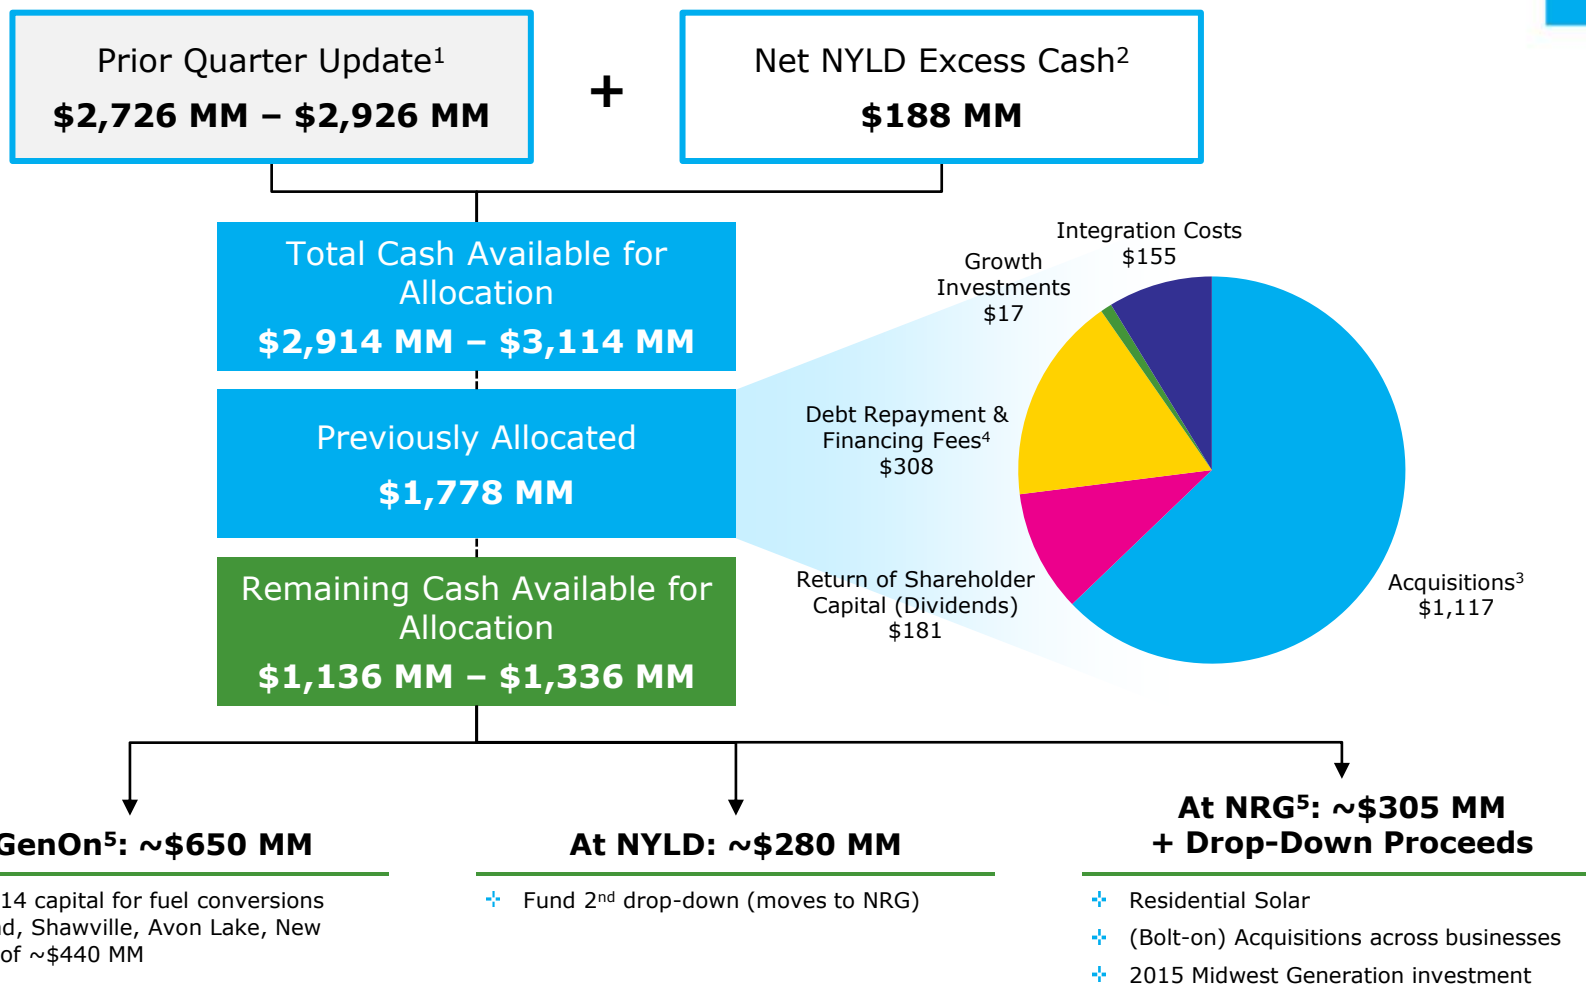 Prior Quarter Update¹
$2,726 MM – $2,926 MM
+
Net NYLD Excess Cash²
$188 MM
Total Cash Available for
Allocation
$2,914 MM – $3,114 MM
Previously Allocated
$1,778 MM
Remaining Cash Available for
Allocation
$1,136 MM – $1,336 MM
Integration Costs
$155
Growth
Investments
$17
Debt Repayment &
Financing Fees⁴
$308
Return of Shareholder
Capital (Dividends)
$181
Acquisitions³
$1,117
GenOn⁵: ~$650 MM
14 capital for fuel conversions
d, Shawville, Avon Lake, New
of ~$440 MM
At NYLD: ~$280 MM
Fund 2nd drop-down (moves to NRG)
At NRG⁵: ~$305 MM
+ Drop-Down Proceeds
Residential Solar
(Bolt-on) Acquisitions across businesses
2015 Midwest Generation investment